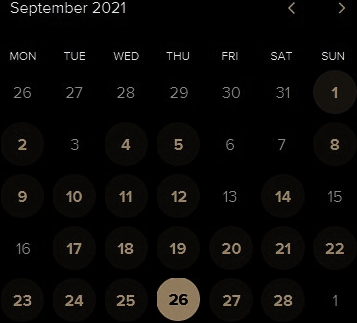 September 2021
MON TUE WED THU FRI SAT SUN
26 27 28 29 30 31 1
2 3 4 5 6 7 8
9 10 11 12 13 14 15
16 17 18 19 20 21 22
23 24 25 26 27 28 1